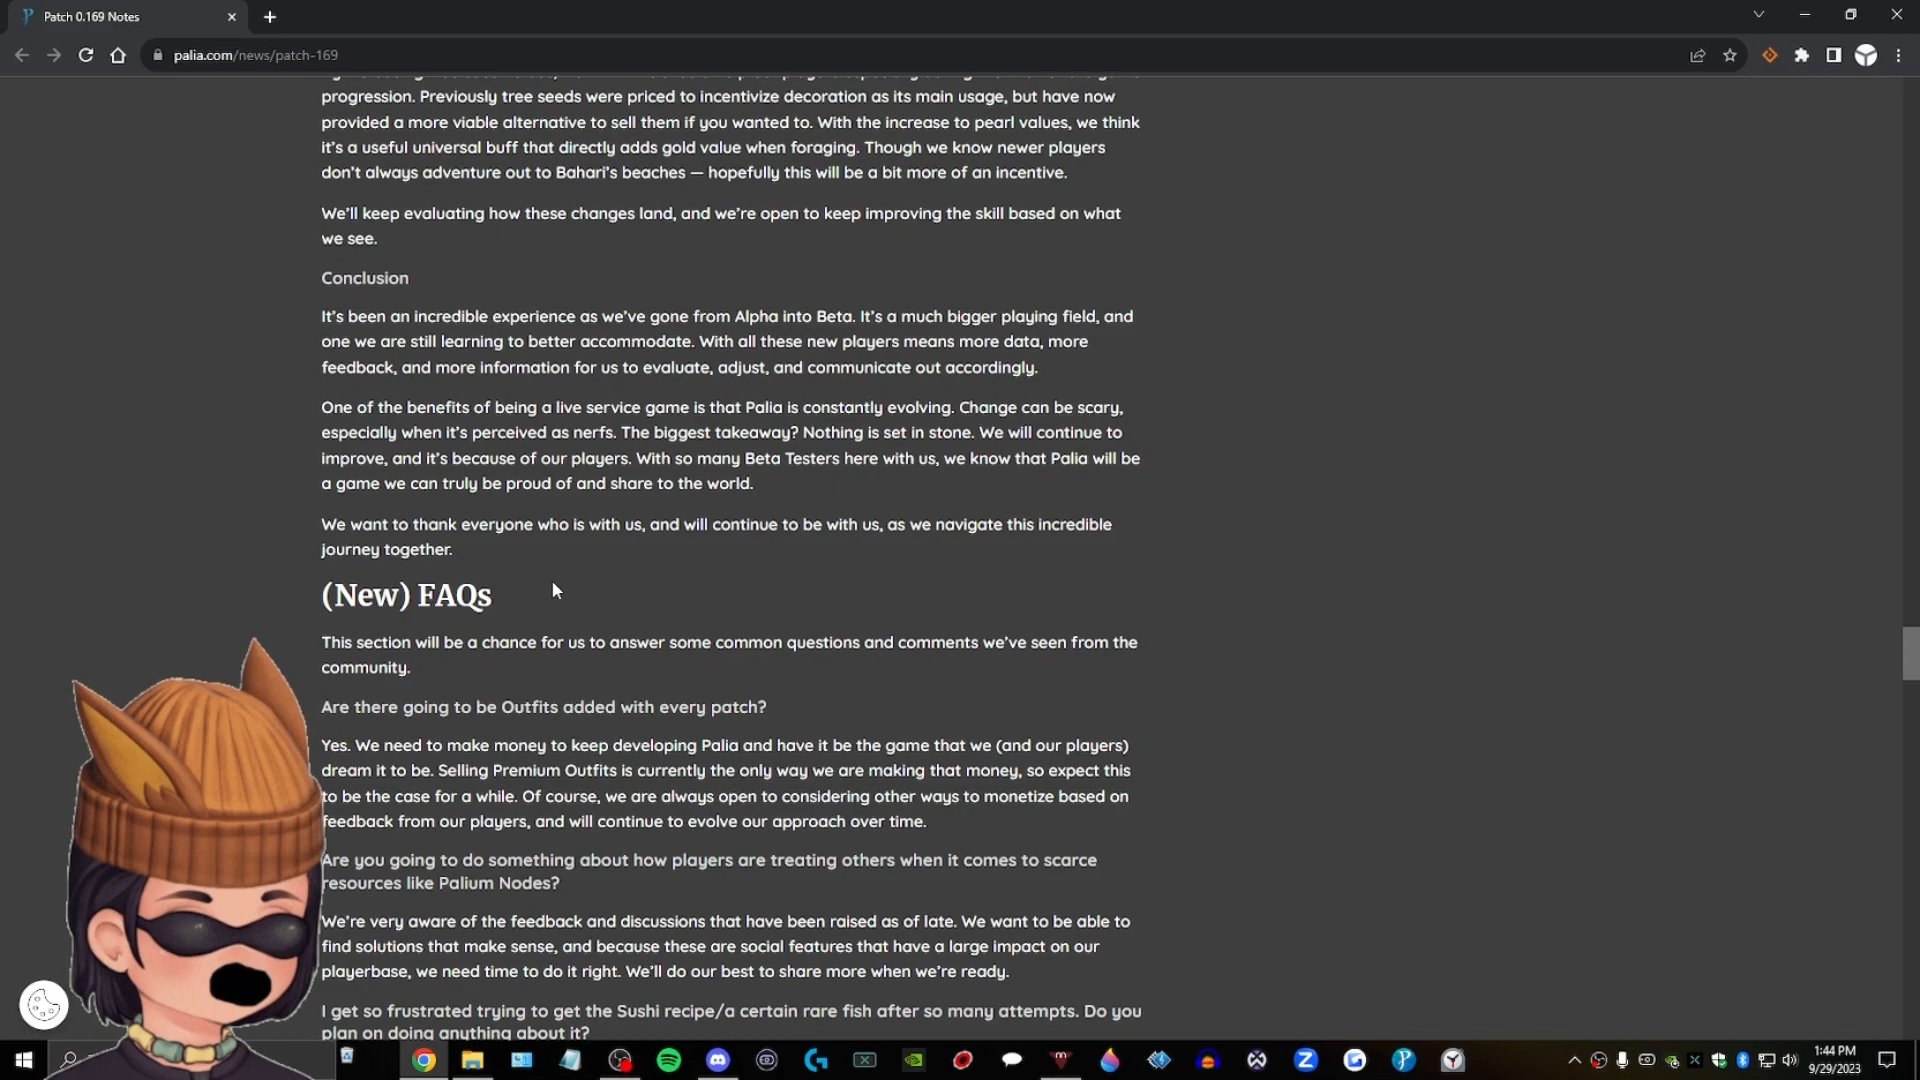 Patch 0.169 Notes
palia.com/news/patch-169
progression. Previously tree seeds were priced to incentivize decoration as its main usage, but have now
provided a more viable alternative to sell them if you wanted to. With the increase to pearl values, we think
it's a useful universal buff that directly adds gold value when foraging. Though we know newer players
don't always adventure out to Bahari's beaches — hopefully this will be a bit more of an incentive.
We'll keep evaluating how these changes land, and we're open to keep improving the skill based on what
we see.
Conclusion
It's been an incredible experience as we've gone from Alpha into Beta. It's a much bigger playing field, and
one we are still learning to better accommodate. With all these new players means more data, more
feedback, and more information for us to evaluate, adjust, and communicate out accordingly.
One of the benefits of being a live service game is that Palia is constantly evolving. Change can be scary,
especially when it's perceived as nerfs. The biggest takeaway? Nothing is set in stone. We will continue to
improve, and it's because of our players. With so many Beta Testers here with us, we know that Palia will be
a game we can truly be proud of and share to the world.
We want to thank everyone who is with us, and will continue to be with us, as we navigate this incredible
journey together.
(New) FAQs
This section will be a chance for us to answer some common questions and comments we've seen from the
community.
Are there going to be Outfits added with every patch?
Yes. We need to make money to keep developing Palia and have it be the game that we (and our players)
dream it to be. Selling Premium Outfits is currently the only way we are making that money, so expect this
to be the case for a while. Of course, we are always open to considering other ways to monetize based on
feedback from our players, and will continue to evolve our approach over time.
Are you going to do something about how players are treating others when it comes to scarce
resources like Palium Nodes?
We're very aware of the feedback and discussions that have been raised as of late. We want to be able to
find solutions that make sense, and because these are social features that have a large impact on our
playerbase, we need time to do it right. We'll do our best to share more when we're ready.
I get so frustrated trying to get the Sushi recipe/a certain rare fish after so many attempts. Do you
plan on doing anything about it?
1:44 PM
9/29/2023